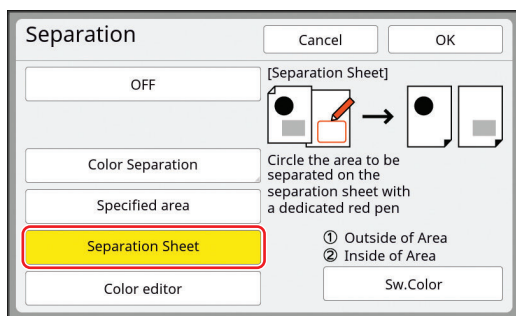 Separation
Cancel
OK
OFF
Color Separation
Specified area
Separation Sheet
Color editor
[Separation Sheet]
Circle the area to be
separated on the
separation sheet with
a dedicated red pen
① Outside of Area
② Inside of Area
Sw.Color